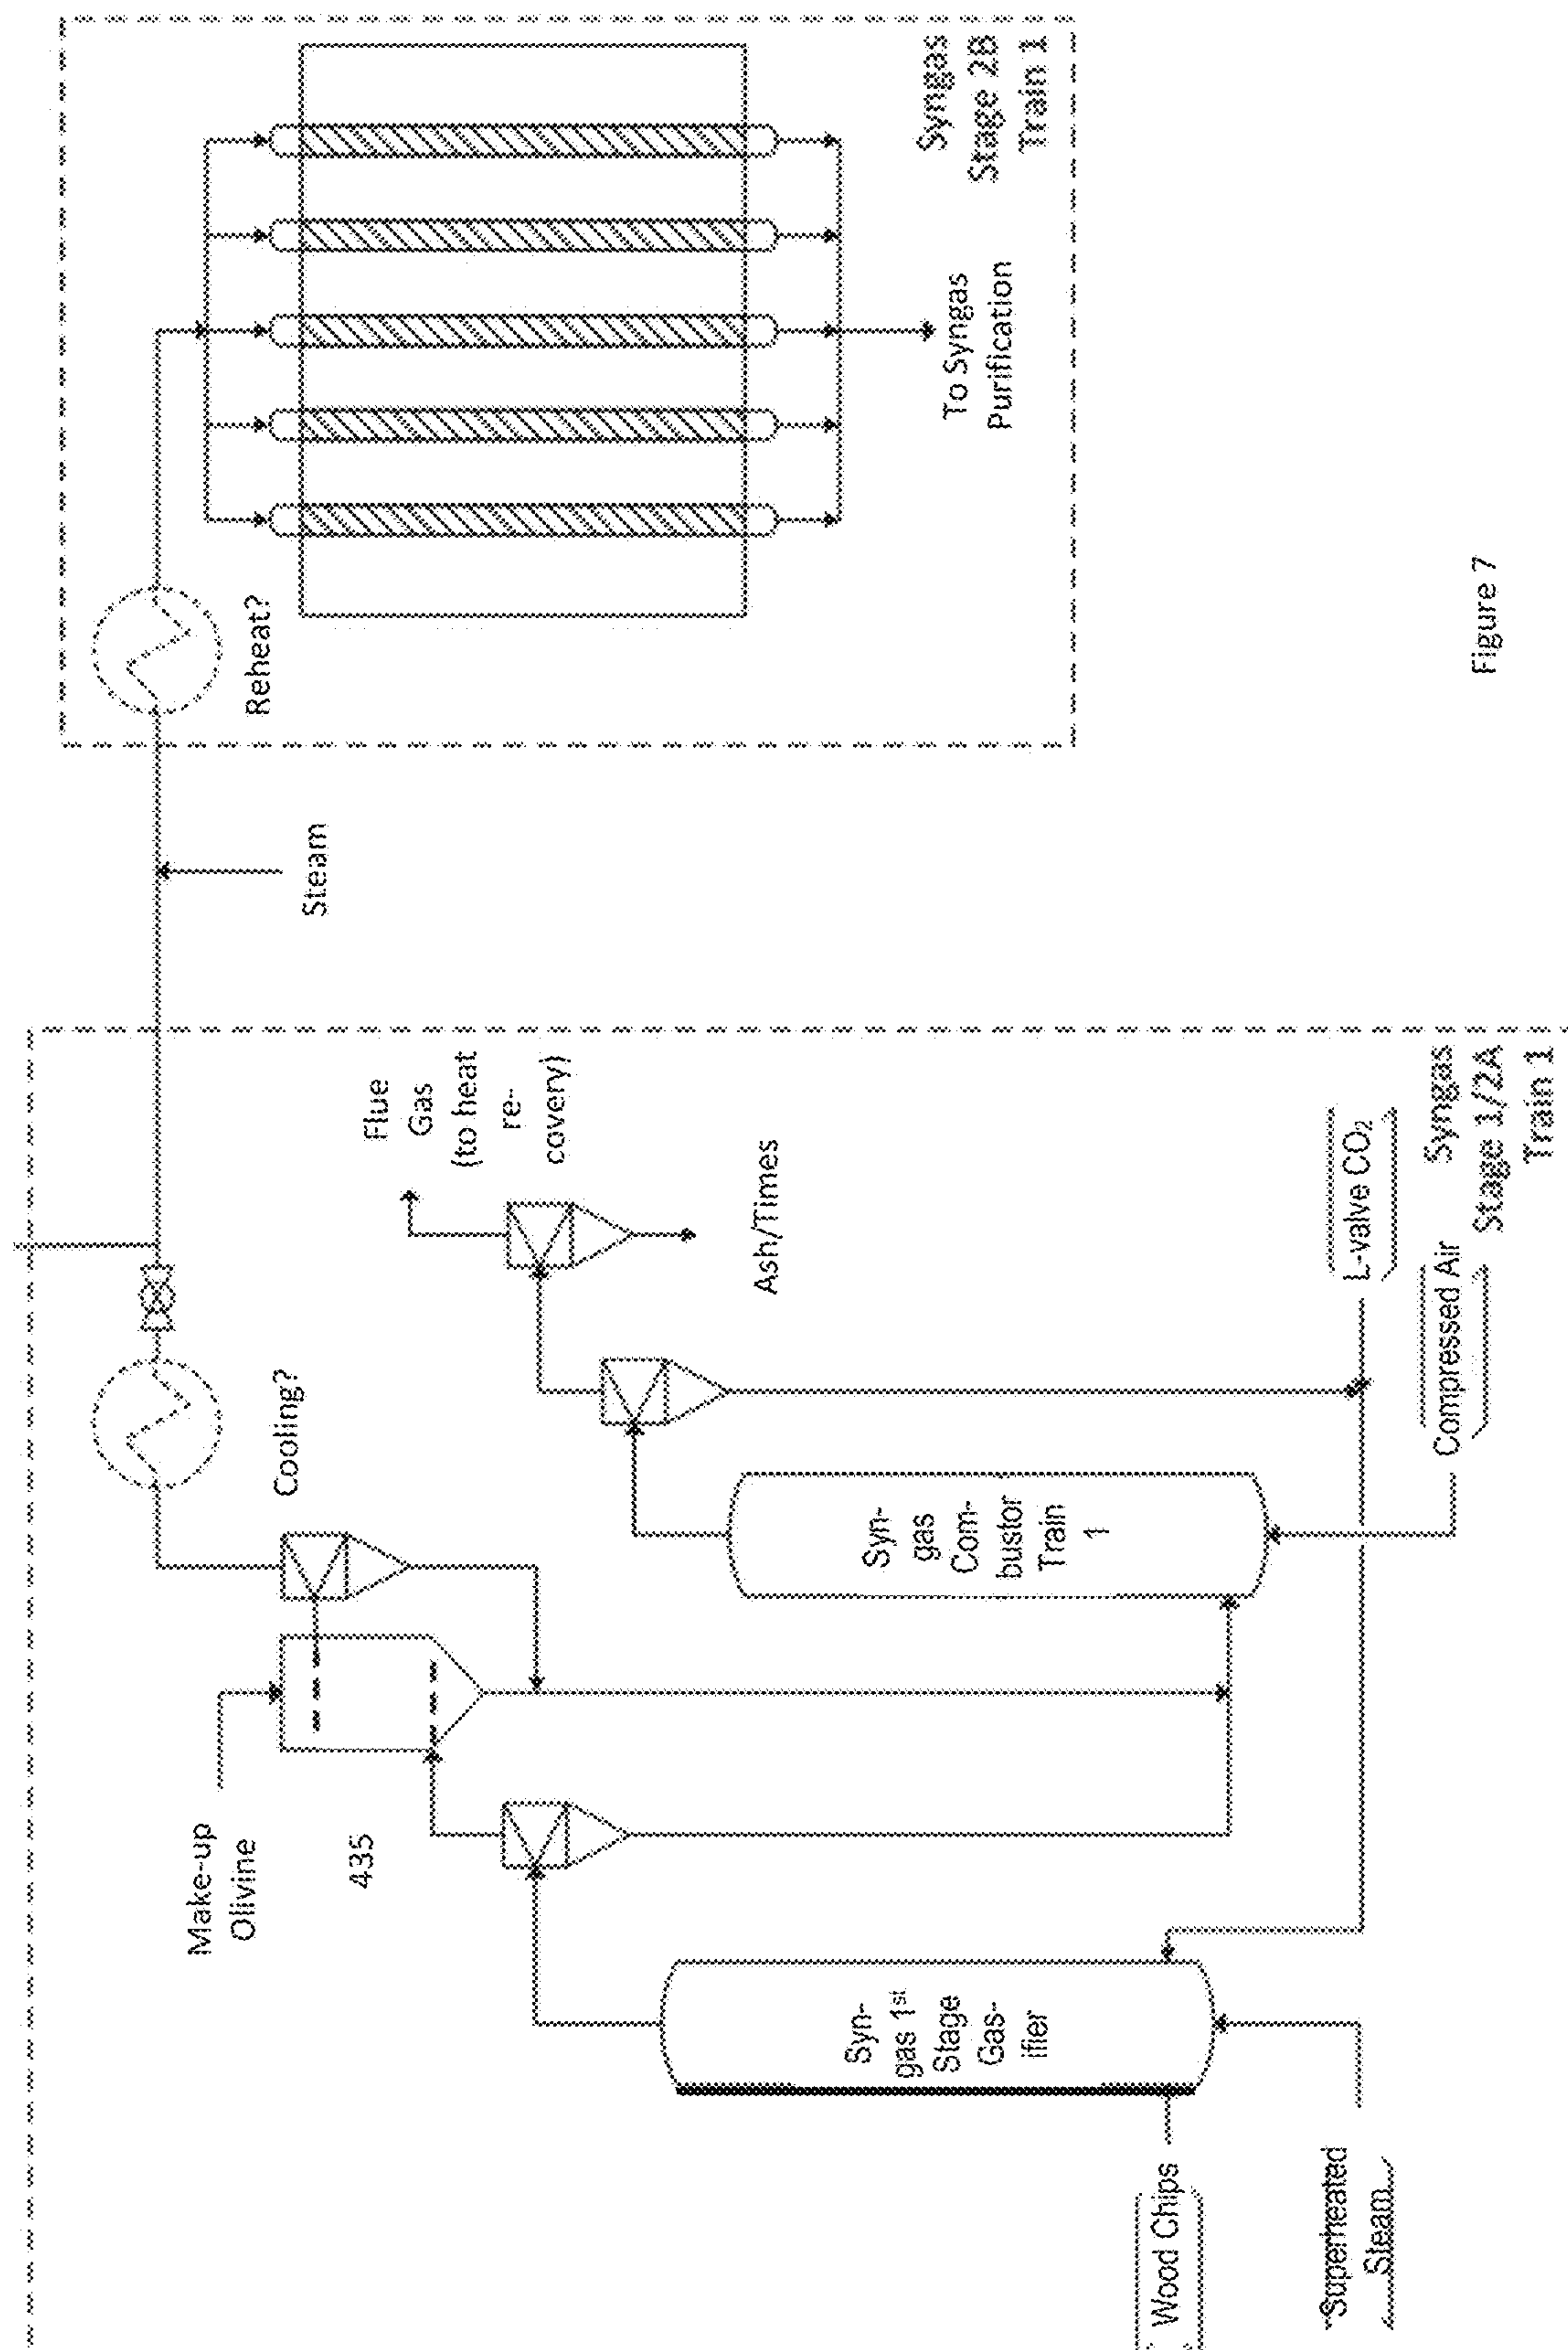 Make-up
Olivine
435
Cooling?
Steam
Reheat?
Flue
Gas
(to heat
re-
covery)
Ash/Times
Syn-
gas 1st
Stage
Gas-
ifier
Syn-
gas
Com-
bustor
Train
1
Wood Chips
Superheated
Steam
L-valve CO₂
Compressed Air
Syngas
Stage 1/2A
Train 1
To Syngas
Purification
Syngas
Stage 2B
Train 1
Figure 7